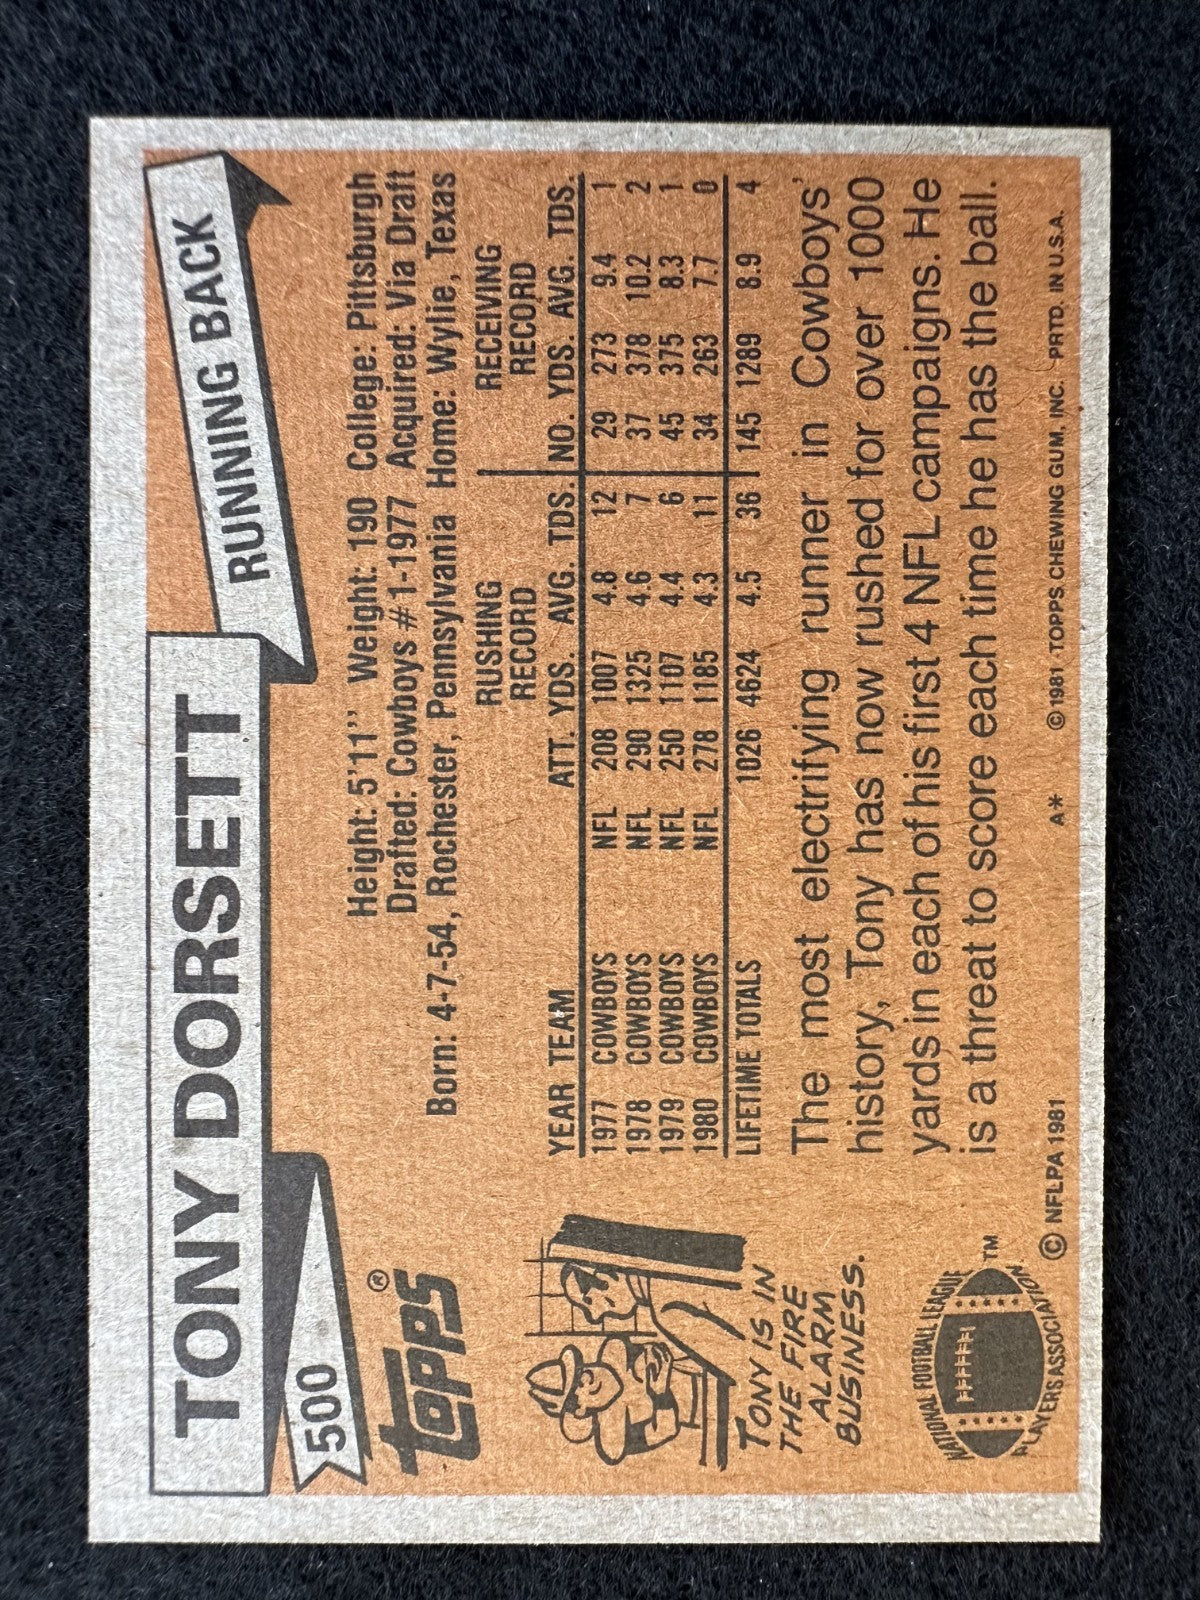 TONY DORSETT
RUNNING BACK
500
TOPPS®
Height: 5'11" Weight: 190 College: Pittsburgh
Drafted: Cowboys #1-1977 Acquired: Via Draft
Born: 4-7-54, Rochester, Pennsylvania Home: Wylie, Texas
RUSHING RECORD RECEIVING RECORD
YEAR TEAM ATT. YDS. AVG. TDS. NO. YDS. AVG. TDS.
1977 COWBOYS NFL 208 1007 4.8 12 29 273 9.4 1
1978 COWBOYS NFL 290 1325 4.6 7 37 378 10.2 2
1979 COWBOYS NFL 250 1107 4.4 6 45 375 8.3 1
1980 COWBOYS NFL 278 1185 4.3 11 34 263 7.7 0
LIFETIME TOTALS 1026 4624 4.5 36 145 1289 8.9 4
TONY IS IN
THE FIRE
ALARM
BUSINESS.
The most electrifying runner in Cowboys'
history, Tony has now rushed for over 1000
yards in each of his first 4 NFL campaigns. He
is a threat to score each time he has the ball.
NATIONAL FOOTBALL LEAGUE
PLAYERS ASSOCIATION
TM
© NFLPA 1981 A* © 1981 TOPPS CHEWING GUM, INC. PRTD. IN U.S.A.